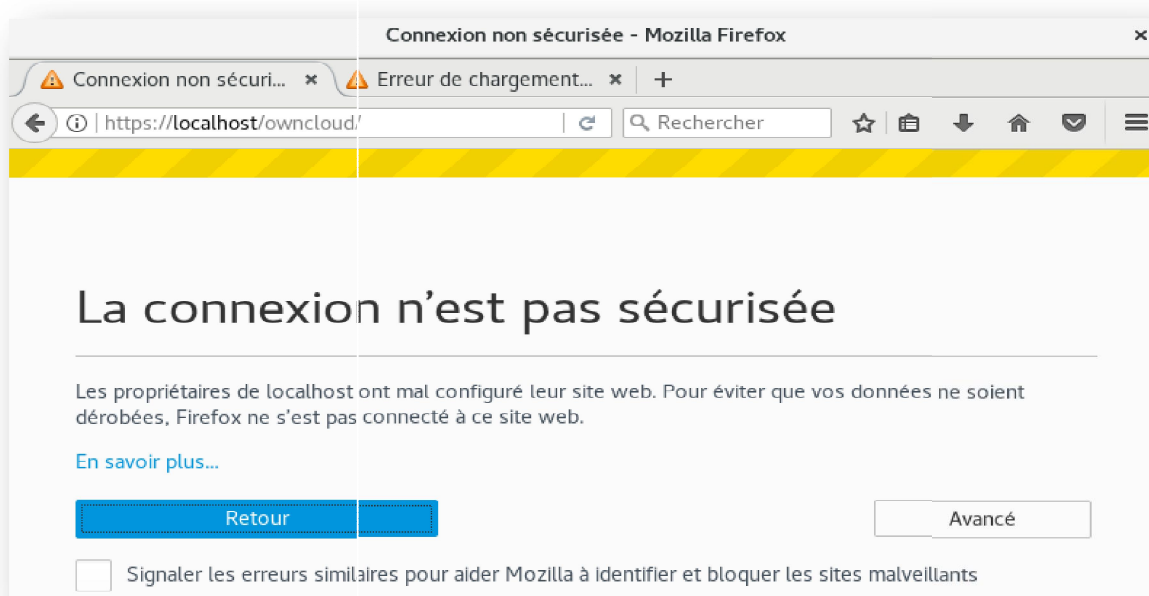 Connexion non sécurisée - Mozilla Firefox
Connexion non sécuri...
Erreur de chargement...
https://localhost/owncloud/
Rechercher
La connexion n’est pas sécurisée
Les propriétaires de localhost ont mal configuré leur site web. Pour éviter que vos données ne soient
dérobées, Firefox ne s’est pas connecté à ce site web.
En savoir plus...
Retour
Avancé
Signaler les erreurs similaires pour aider Mozilla à identifier et bloquer les sites malveillants